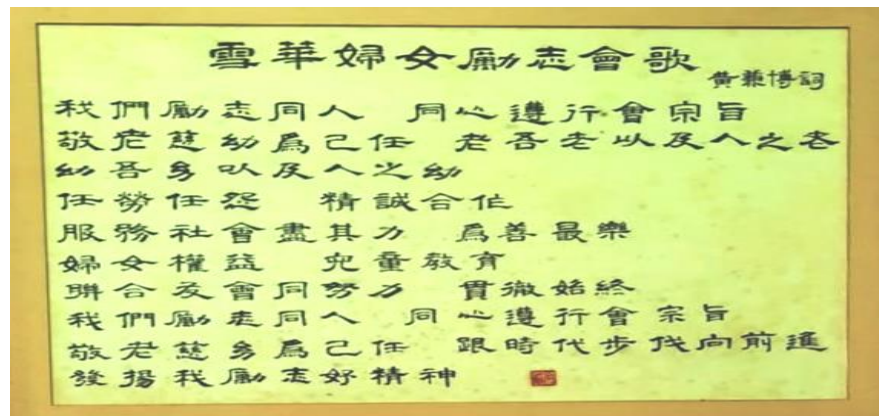 雪華婦女勵志會歌
黄兼博詞
我們勵志同人 同心遵行會宗旨
敬老慈幼為己任 老吾老以及人之老
幼吾幼以及人之幼
任勞任怨 精誠合作
服務社會盡其力 為善最樂
婦女權益 兒童教育
聯合友會同努力 貫徹始終
我們勵志同人 同心遵行會宗旨
敬老慈幼為己任 跟時代步伐向前進
發揚我勵志好精神